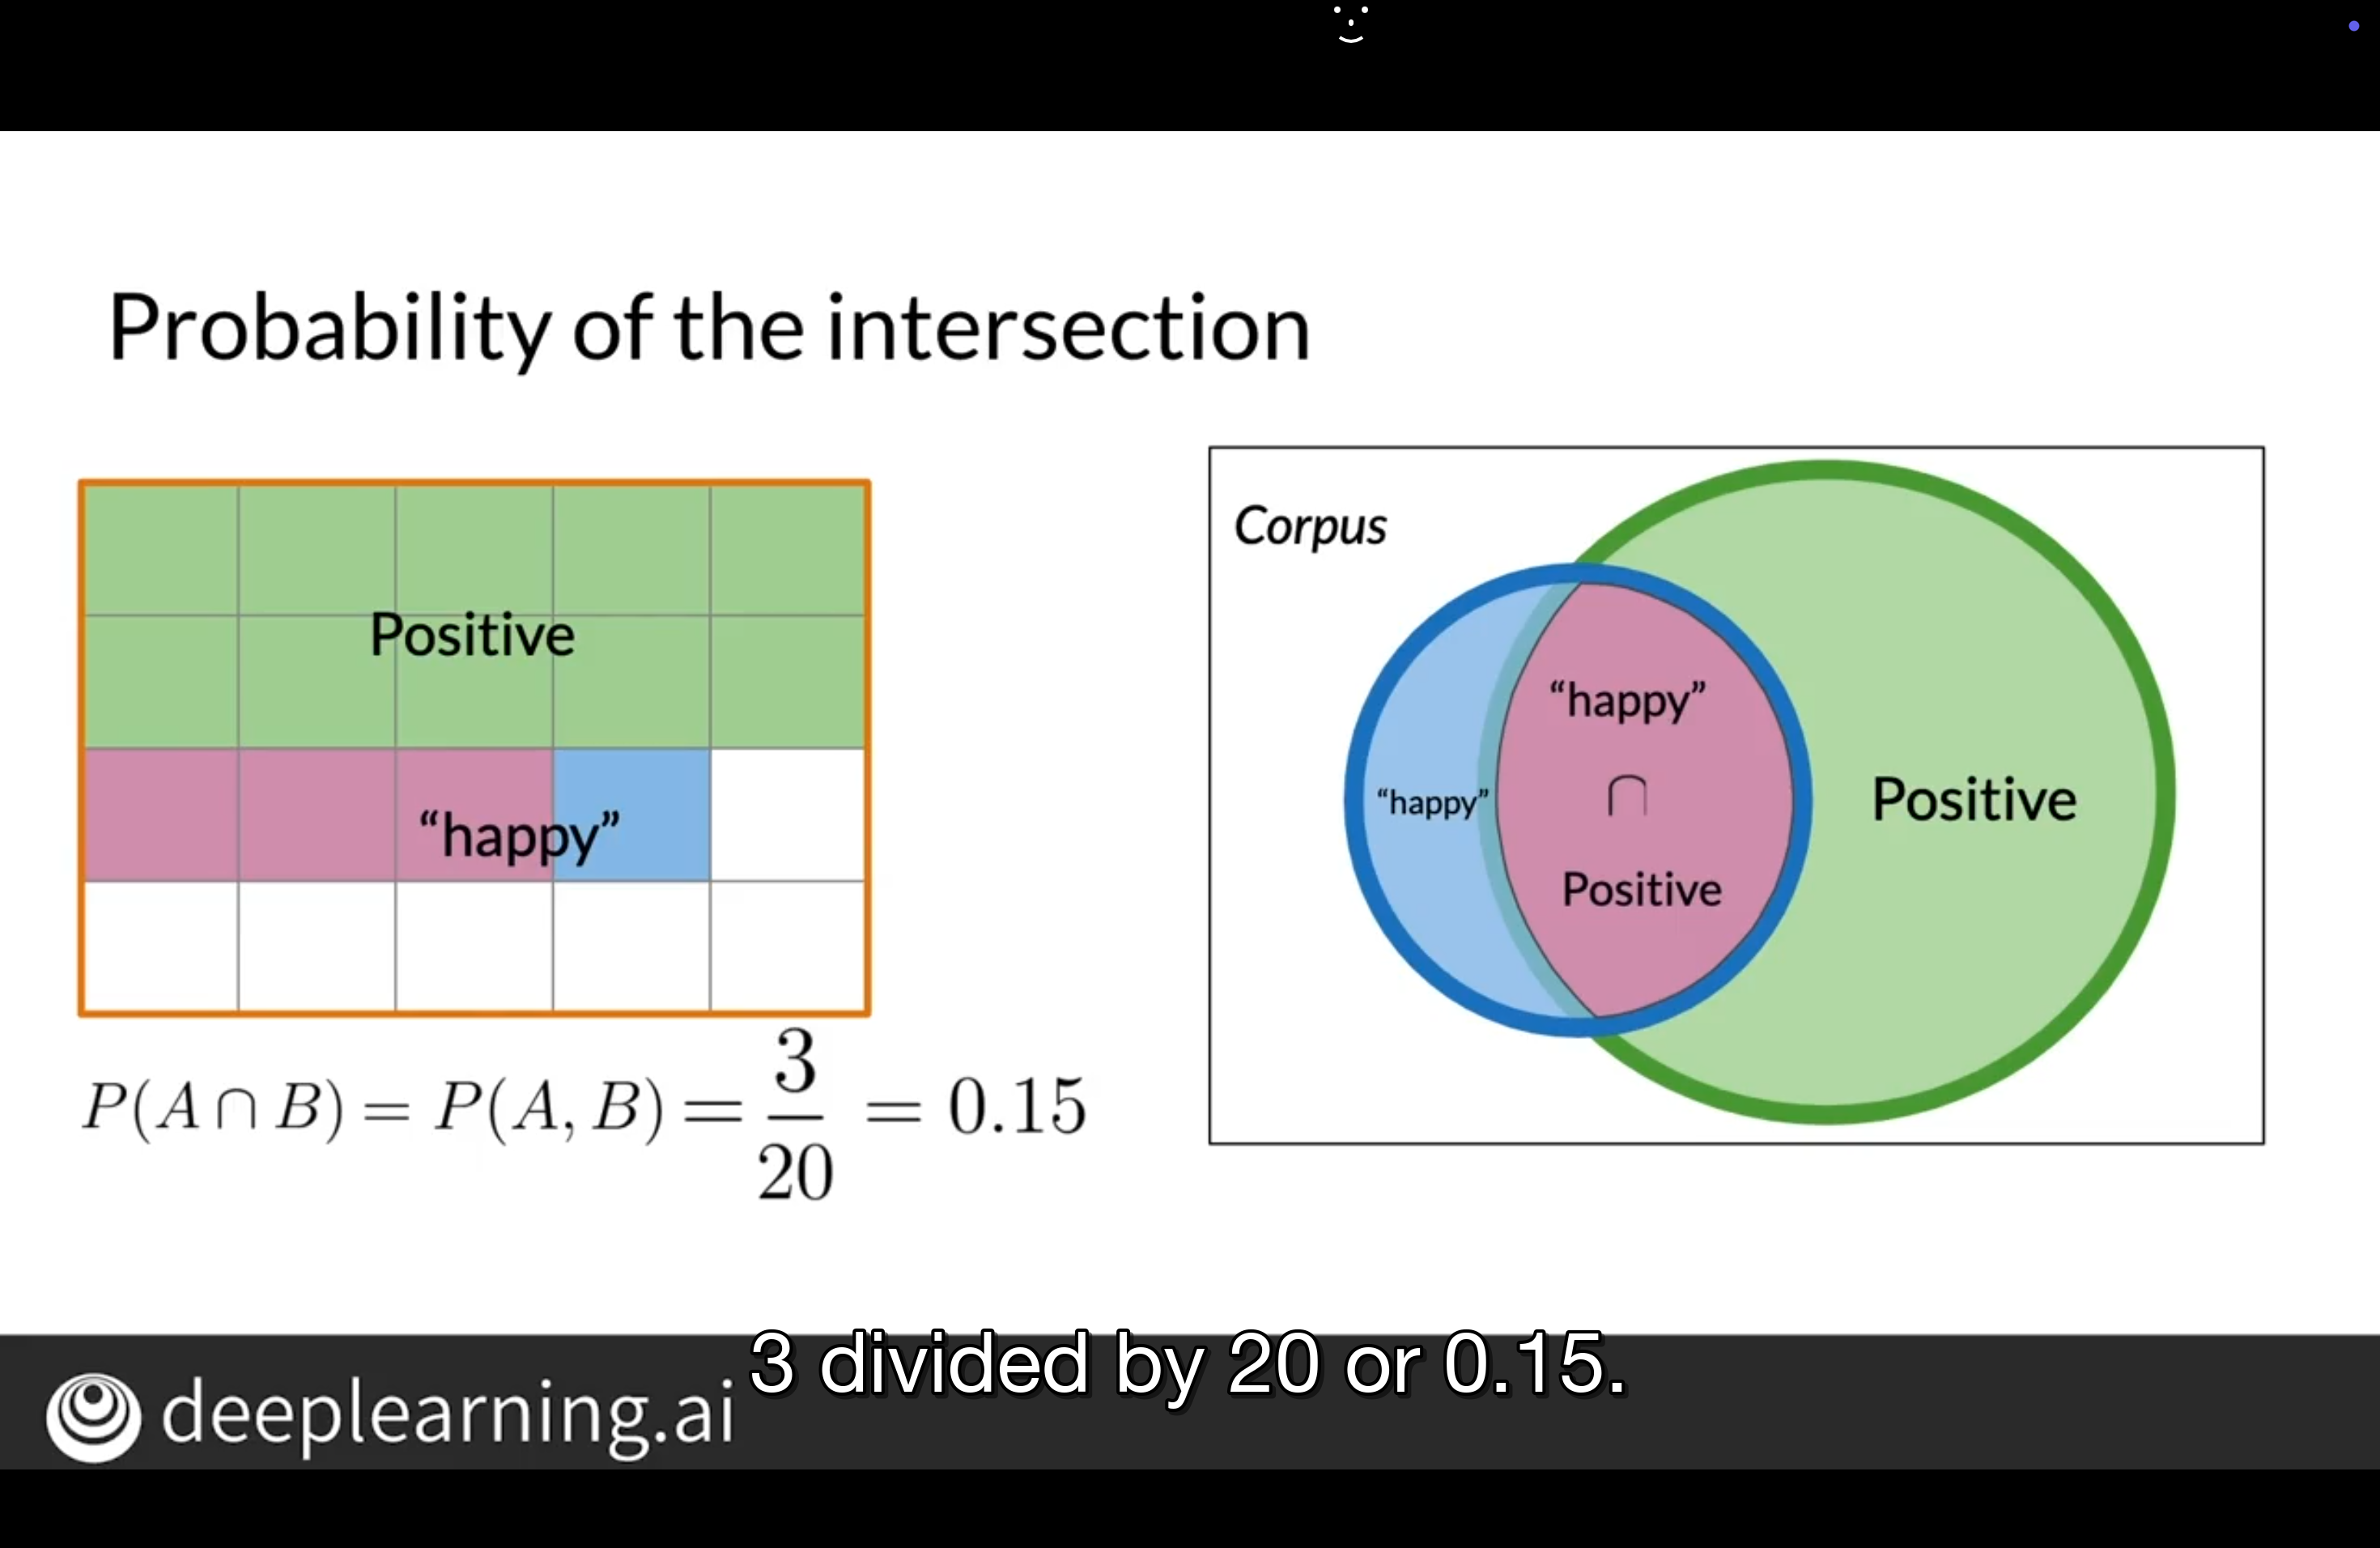 Probability of the intersection
Corpus
Positive
“happy”
“happy”
∩
Positive
“happy”
Positive
P(A ∩ B) = P(A, B) = 3/20 = 0.15
3 divided by 20 or 0.15.
deeplearning.ai